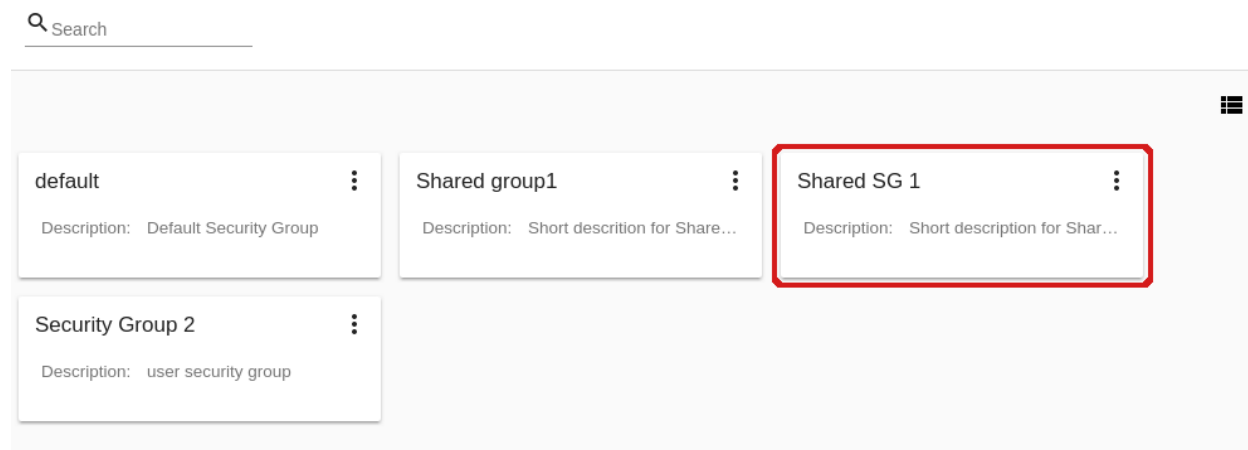 Search
default
Description: Default Security Group
Shared group1
Description: Short descrition for Share…
Shared SG 1
Description: Short description for Shar…
Security Group 2
Description: user security group